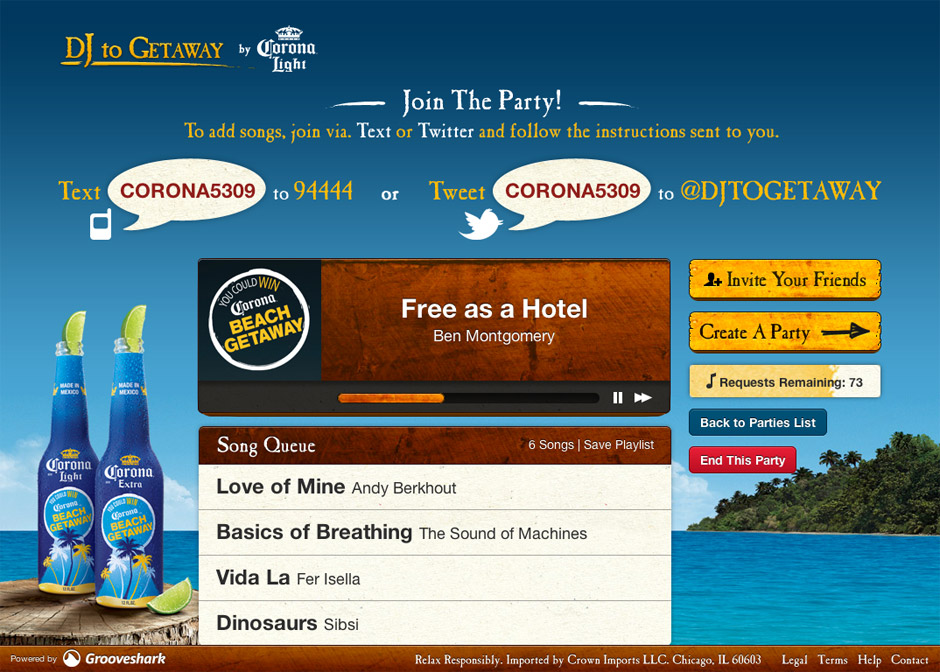 DJ to Getaway by Corona Light
Join The Party!
To add songs, join via. Text or Twitter and follow the instructions sent to you.
Text CORONA5309 to 94444 or Tweet CORONA5309 to @DJTOGETAWAY
YOU COULD WIN
Corona
BEACH
GETAWAY
Free as a Hotel
Ben Montgomery
Invite Your Friends
Create A Party
Requests Remaining: 73
Back to Parties List
End This Party
Song Queue
6 Songs | Save Playlist
Love of Mine Andy Berkhout
Basics of Breathing The Sound of Machines
Vida La Fer Isella
Dinosaurs Sibsi
MADE IN
MEXICO
Corona
Light
YOU COULD WIN
Corona
BEACH
GETAWAY
MADE IN
MEXICO
Corona
Extra
YOU COULD WIN
Corona
BEACH
GETAWAY
Powered by Grooveshark
Relax Responsibly. Imported by Crown Imports LLC. Chicago, IL 60603 Legal Terms Help Contact